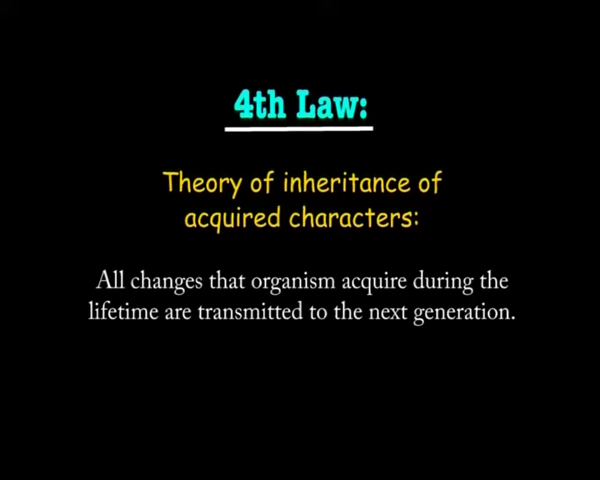 4th Law:
Theory of inheritance of
acquired characters:
All changes that organism acquire during the
lifetime are transmitted to the next generation.